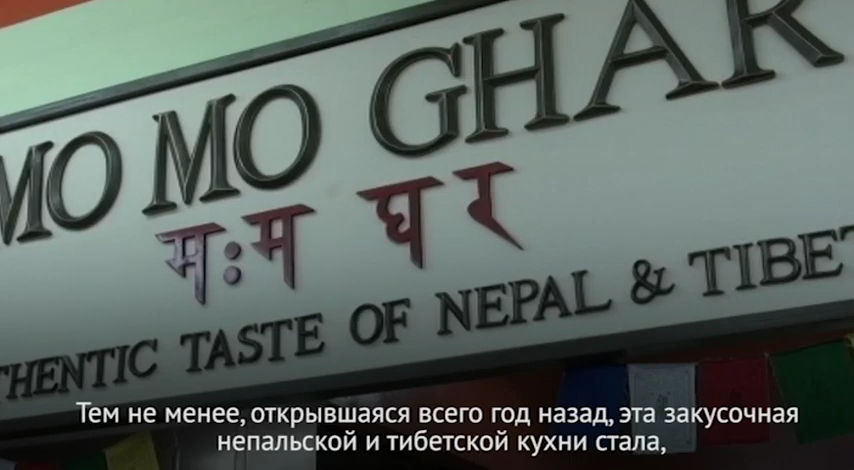 MO MO GHAR
म:म घर
THENTIC TASTE OF NEPAL & TIBET
Тем не менее, открывшаяся всего год назад, эта закусочная
непальской и тибетской кухни стала,